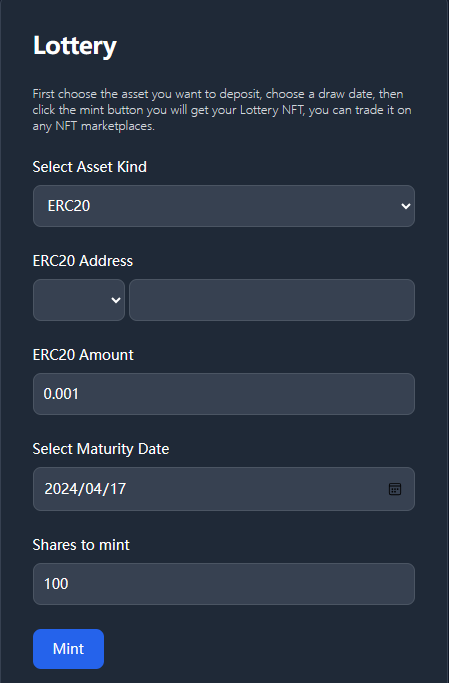 Lottery
First choose the asset you want to deposit, choose a draw date, then
click the mint button you will get your Lottery NFT, you can trade it on
any NFT marketplaces.
Select Asset Kind
ERC20
ERC20 Address
ERC20 Amount
0.001
Select Maturity Date
2024/04/17
Shares to mint
100
Mint